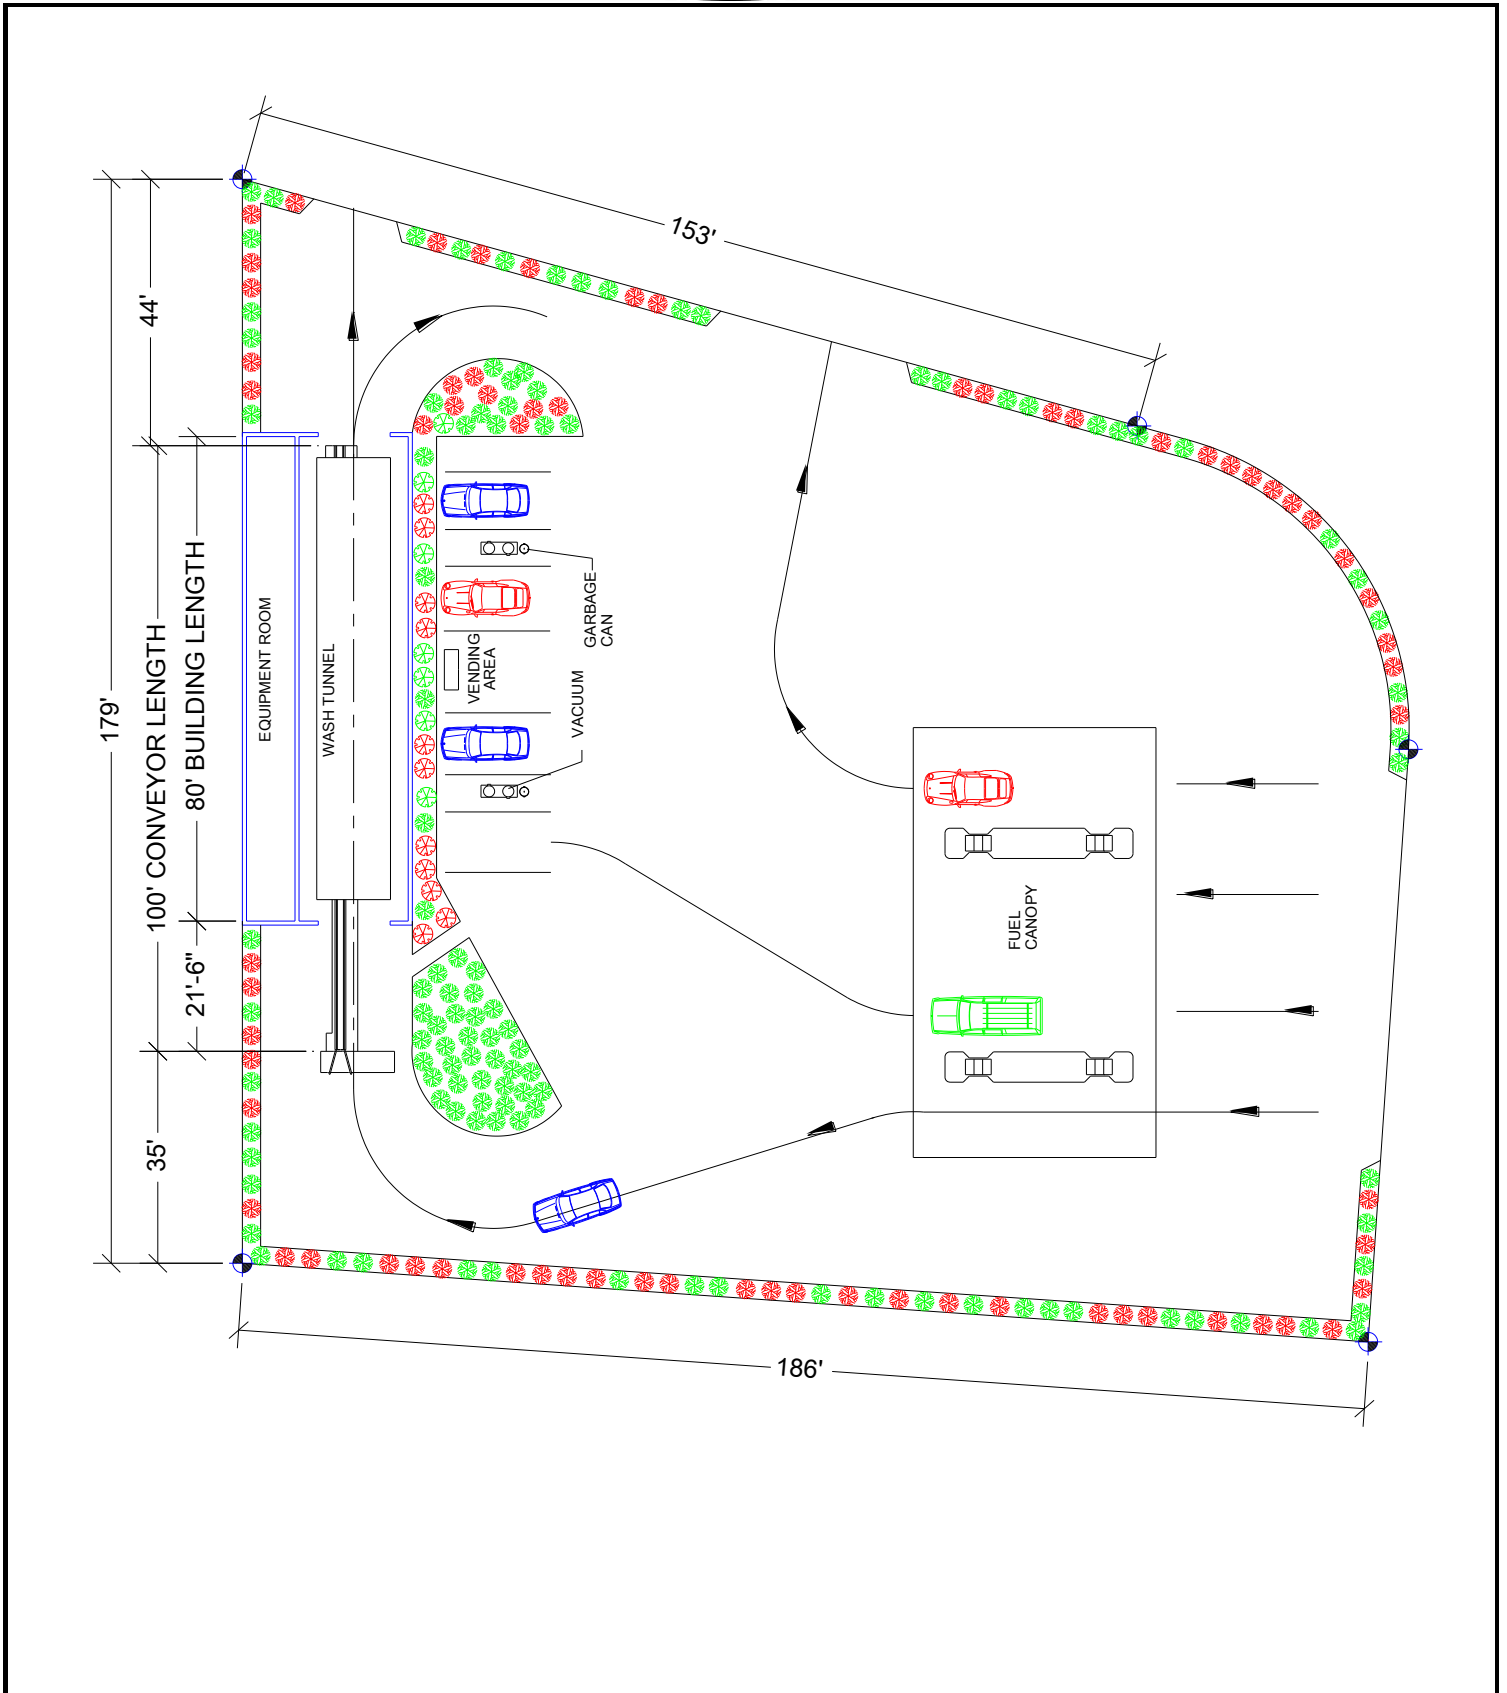 153'
44'
179'
100' CONVEYOR LENGTH
80' BUILDING LENGTH
21'-6"
35'
EQUIPMENT ROOM
WASH TUNNEL
VENDING
AREA
GARBAGE
CAN
VACUUM
FUEL
CANOPY
186'